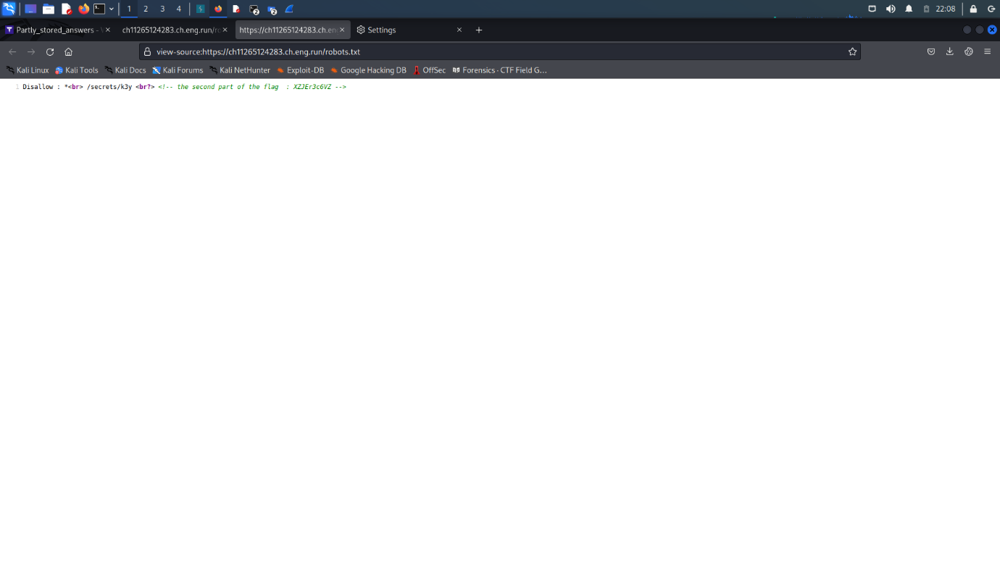 1 2 3 4 2 2 22:08
Partly_stored_answers - ch11265124283.ch.eng.run/ro https://ch11265124283.ch.en Settings
view-source:https://ch11265124283.ch.eng.run/robots.txt
Kali Linux Kali Tools Kali Docs Kali Forums Kali NetHunter Exploit-DB Google Hacking DB OffSec Forensics · CTF Field G...
1 Disallow : *<br> /secrets/k3y <br?> <!-- the second part of the flag : XZJEr3c6VZ -->